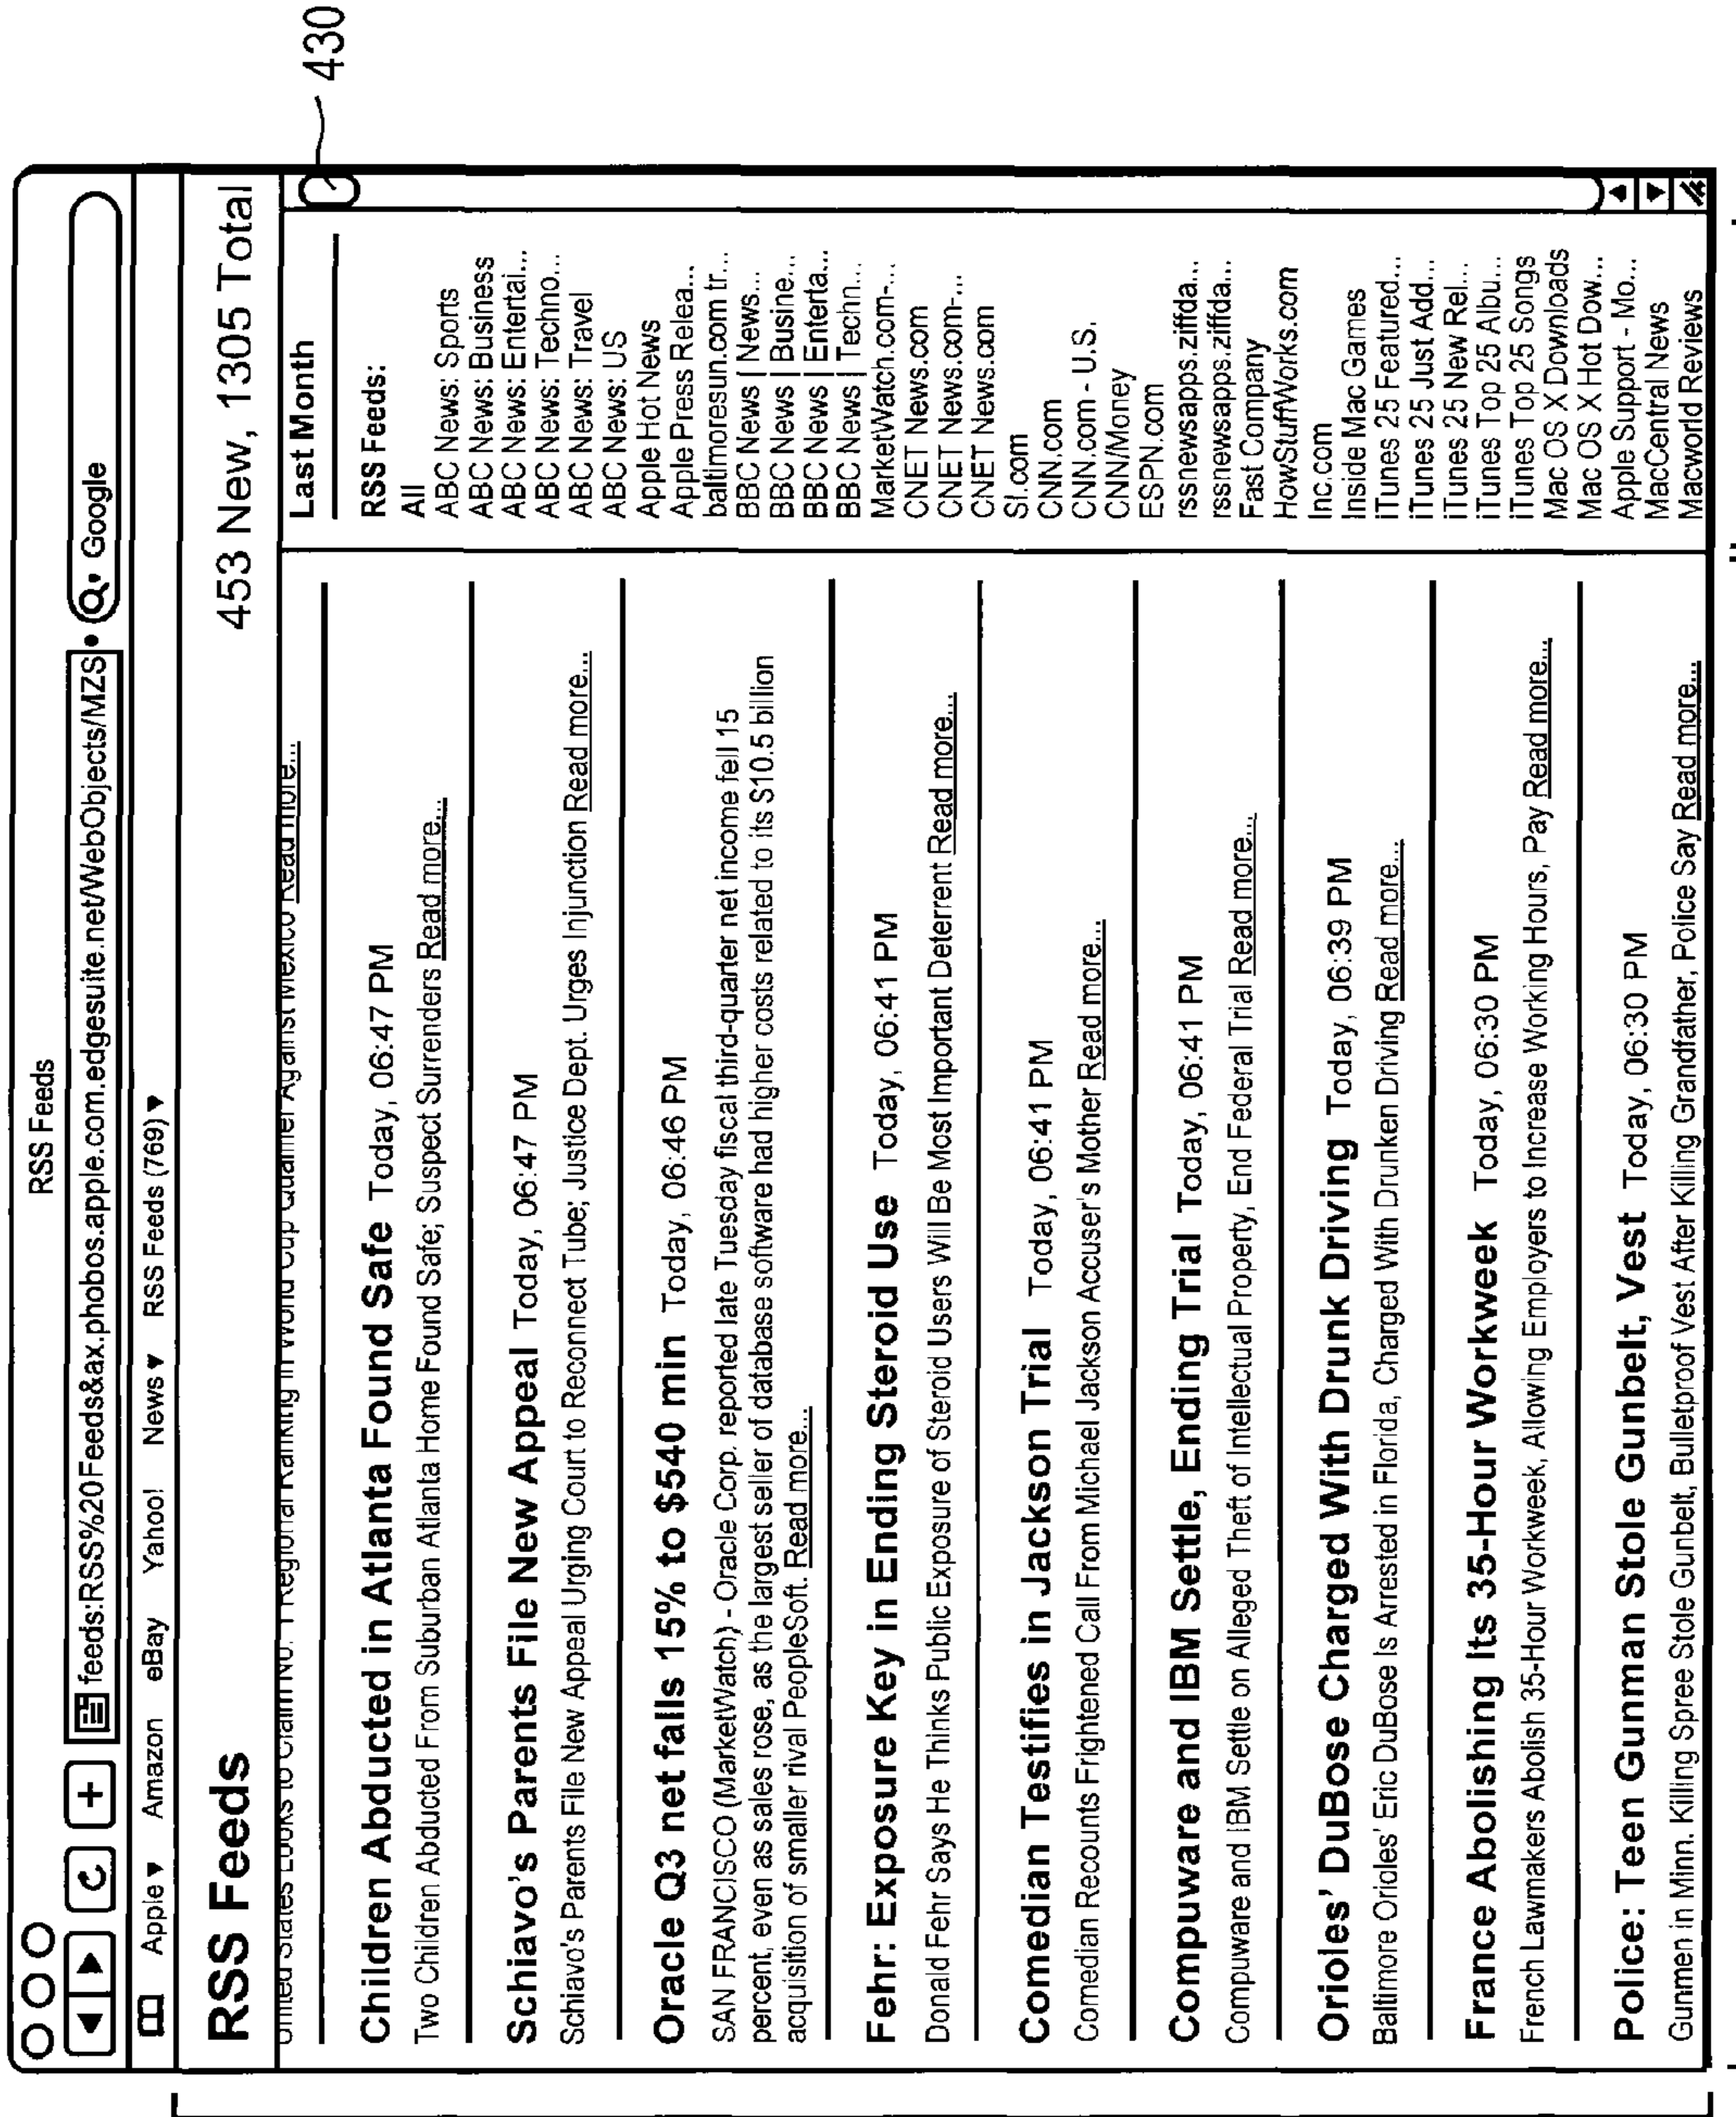 RSS Feeds
feeds:RSS%20Feeds&ax.phobos.apple.com.edgesuite.net/WebObjects/MZS
Google
Apple Amazon eBay Yahoo! News RSS Feeds (769)
RSS Feeds
453 New, 1305 Total
430
United States Looks to Claim No. 1 Regional Ranking in World Cup Qualifier Against Mexico Read more...
Children Abducted in Atlanta Found Safe Today, 06:47 PM
Two Children Abducted From Suburban Atlanta Home Found Safe; Suspect Surrenders Read more...
Schiavo's Parents File New Appeal Today, 06:47 PM
Schiavo's Parents File New Appeal Urging Court to Reconnect Tube; Justice Dept. Urges Injunction Read more...
Oracle Q3 net falls 15% to $540 min Today, 06:46 PM
SAN FRANCISCO (MarketWatch) - Oracle Corp. reported late Tuesday fiscal third-quarter net income fell 15
percent, even as sales rose, as the largest seller of database software had higher costs related to its S10.5 billion
acquisition of smaller rival PeopleSoft. Read more...
Fehr: Exposure Key in Ending Steroid Use Today, 06:41 PM
Donald Fehr Says He Thinks Public Exposure of Steroid Users Will Be Most Important Deterrent Read more...
Comedian Testifies in Jackson Trial Today, 06:41 PM
Comedian Recounts Frightened Call From Michael Jackson Accuser's Mother Read more...
Compuware and IBM Settle, Ending Trial Today, 06:41 PM
Compuware and IBM Settle on Alleged Theft of Intellectual Property, End Federal Trial Read more...
Orioles' DuBose Charged With Drunk Driving Today, 06:39 PM
Baltimore Orioles' Eric DuBose Is Arrested in Florida, Charged With Drunken Driving Read more...
France Abolishing Its 35-Hour Workweek Today, 06:30 PM
French Lawmakers Abolish 35-Hour Workweek, Allowing Employers to Increase Working Hours, Pay Read more...
Police: Teen Gunman Stole Gunbelt, Vest Today, 06:30 PM
Gunmen in Minn. Killing Spree Stole Gunbelt, Bulletproof Vest After Killing Grandfather, Police Say Read more...
Last Month
RSS Feeds:
All
ABC News: Sports
ABC News: Business
ABC News: Entertai...
ABC News: Techno...
ABC News: Travel
ABC News: US
Apple Hot News
Apple Press Relea...
baltimoresun.com tr...
BBC News | News...
BBC News | Busine...
BBC News | Enterta...
BBC News | Techn...
MarketWatch.com-...
CNET News.com
CNET News.com-...
CNET News.com
SI.com
CNN.com
CNN.com - U.S.
CNN/Money
ESPN.com
rssnewsapps.ziffda...
rssnewsapps.ziffda...
Fast Company
HowStuffWorks.com
Inc.com
Inside Mac Games
iTunes 25 Featured...
iTunes 25 Just Add...
iTunes 25 New Rel...
iTunes Top 25 Albu...
iTunes Top 25 Songs
Mac OS X Downloads
Mac OS X Hot Dow...
Apple Support - Mo...
MacCentral News
Macworld Reviews